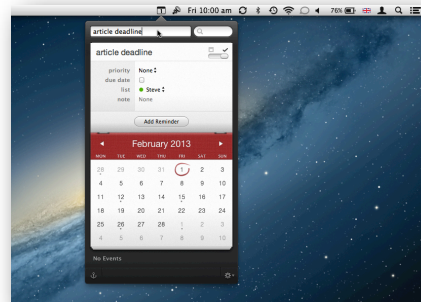 Fri 10:00 am
76%
article deadline
article deadline
priority None
due date
list Steve
note None
Add Reminder
February 2013
MON TUE WED THU FRI SAT SUN
28 29 30 31 1 2 3
4 5 6 7 8 9 10
11 12 13 14 15 16 17
18 19 20 21 22 23 24
25 26 27 28 1 2 3
4 5 6 7 8 9 10
No Events